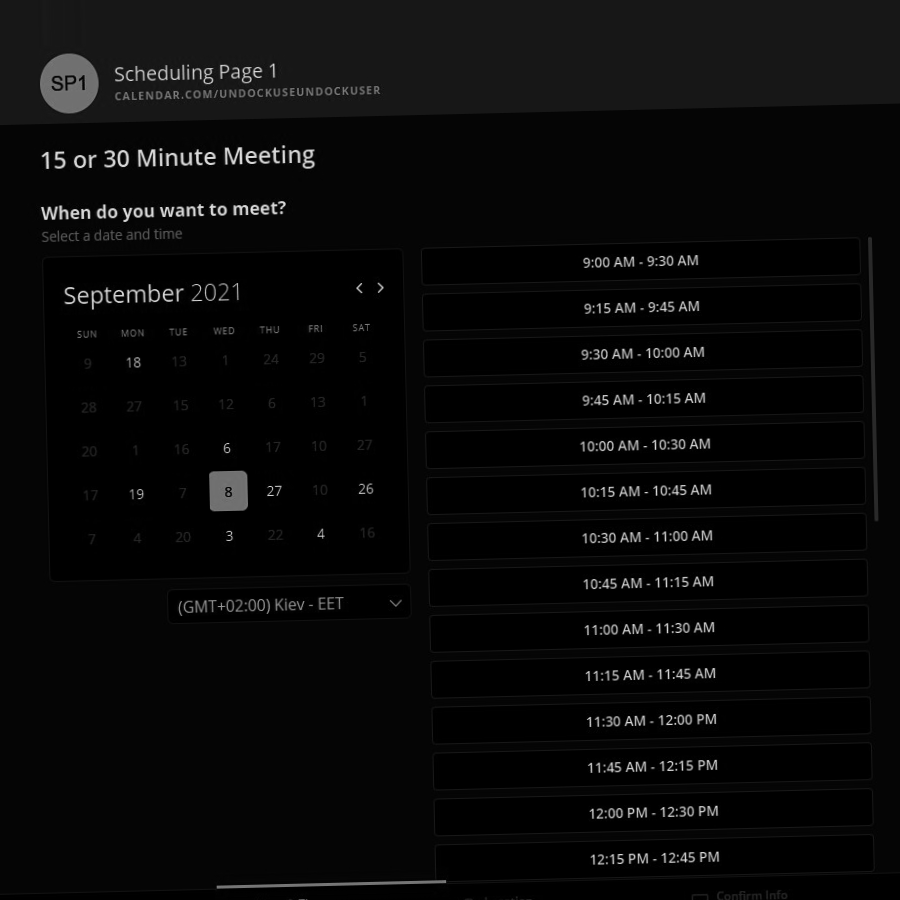 SP1
Scheduling Page 1
CALENDAR.COM/UNDOCKUSEUNDOCKUSER
15 or 30 Minute Meeting
When do you want to meet?
Select a date and time
September 2021
SUN MON TUE WED THU FRI SAT
9 18 13 1 24 29 5
28 27 15 12 6 13 1
20 1 16 6 17 10 27
17 19 7 8 27 10 26
7 4 20 3 22 4 16
(GMT+02:00) Kiev - EET
9:00 AM - 9:30 AM
9:15 AM - 9:45 AM
9:30 AM - 10:00 AM
9:45 AM - 10:15 AM
10:00 AM - 10:30 AM
10:15 AM - 10:45 AM
10:30 AM - 11:00 AM
10:45 AM - 11:15 AM
11:00 AM - 11:30 AM
11:15 AM - 11:45 AM
11:30 AM - 12:00 PM
11:45 AM - 12:15 PM
12:00 PM - 12:30 PM
12:15 PM - 12:45 PM
Confirm Info